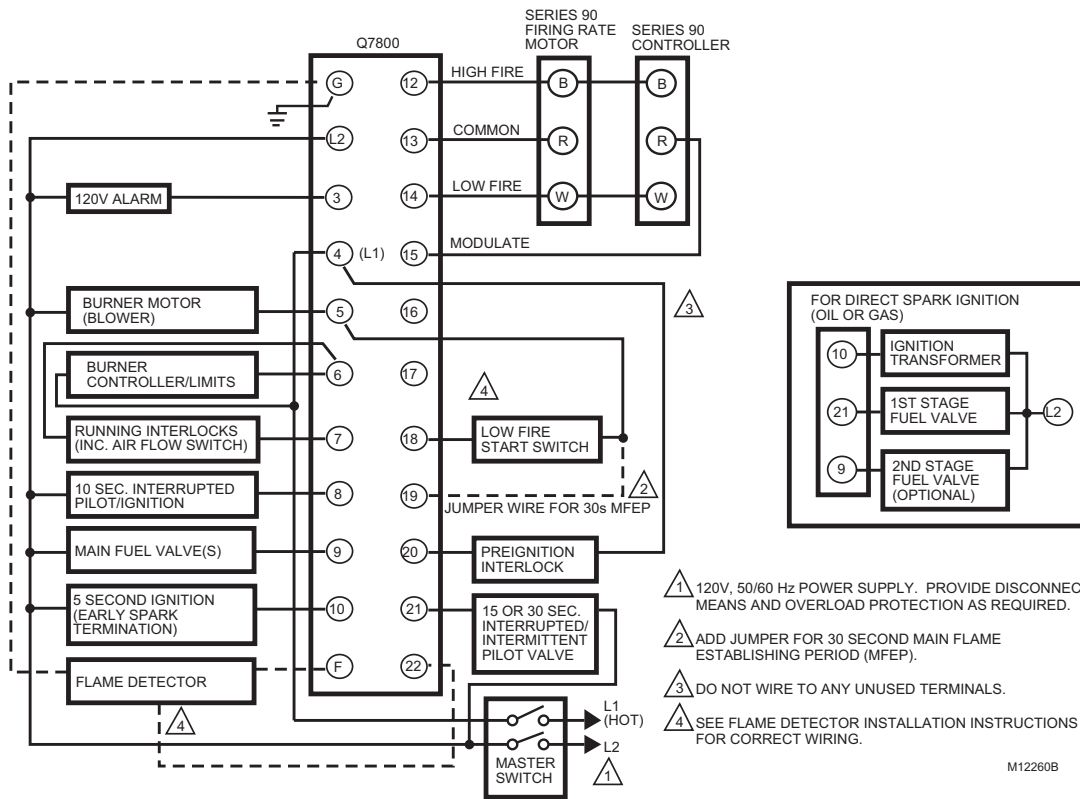 SERIES 90
FIRING RATE
MOTOR
SERIES 90
CONTROLLER
Q7800
G
12
HIGH FIRE
B
B
L2
13
COMMON
R
R
120V ALARM
3
14
LOW FIRE
W
W
4
(L1)
15
MODULATE
3
BURNER MOTOR
(BLOWER)
5
16
BURNER
CONTROLLER/LIMITS
6
17
4
RUNNING INTERLOCKS
(INC. AIR FLOW SWITCH)
7
18
LOW FIRE
START SWITCH
10 SEC. INTERRUPTED
PILOT/IGNITION
8
19
2
JUMPER WIRE FOR 30s MFEP
MAIN FUEL VALVE(S)
9
20
PREIGNITION
INTERLOCK
5 SECOND IGNITION
(EARLY SPARK
TERMINATION)
10
21
15 OR 30 SEC.
INTERRUPTED/
INTERMITTENT
PILOT VALVE
FLAME DETECTOR
F
22
4
L1
(HOT)
L2
MASTER
SWITCH
1
FOR DIRECT SPARK IGNITION
(OIL OR GAS)
10
IGNITION
TRANSFORMER
21
1ST STAGE
FUEL VALVE
L2
9
2ND STAGE
FUEL VALVE
(OPTIONAL)
1 120V, 50/60 Hz POWER SUPPLY. PROVIDE DISCONNEC
MEANS AND OVERLOAD PROTECTION AS REQUIRED.
2 ADD JUMPER FOR 30 SECOND MAIN FLAME
ESTABLISHING PERIOD (MFEP).
3 DO NOT WIRE TO ANY UNUSED TERMINALS.
4 SEE FLAME DETECTOR INSTALLATION INSTRUCTIONS
FOR CORRECT WIRING.
M12260B